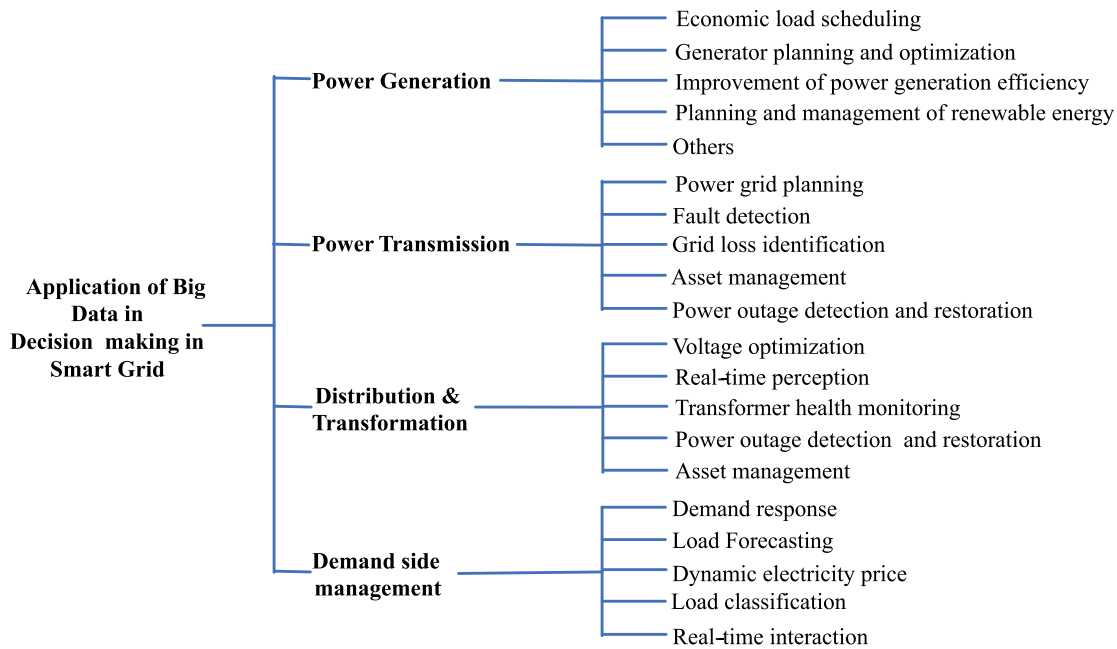 Application of Big
Data in
Decision making in
Smart Grid
Power Generation
Economic load scheduling
Generator planning and optimization
Improvement of power generation efficiency
Planning and management of renewable energy
Others
Power Transmission
Power grid planning
Fault detection
Grid loss identification
Asset management
Power outage detection and restoration
Distribution &
Transformation
Voltage optimization
Real-time perception
Transformer health monitoring
Power outage detection and restoration
Asset management
Demand side
management
Demand response
Load Forecasting
Dynamic electricity price
Load classification
Real-time interaction